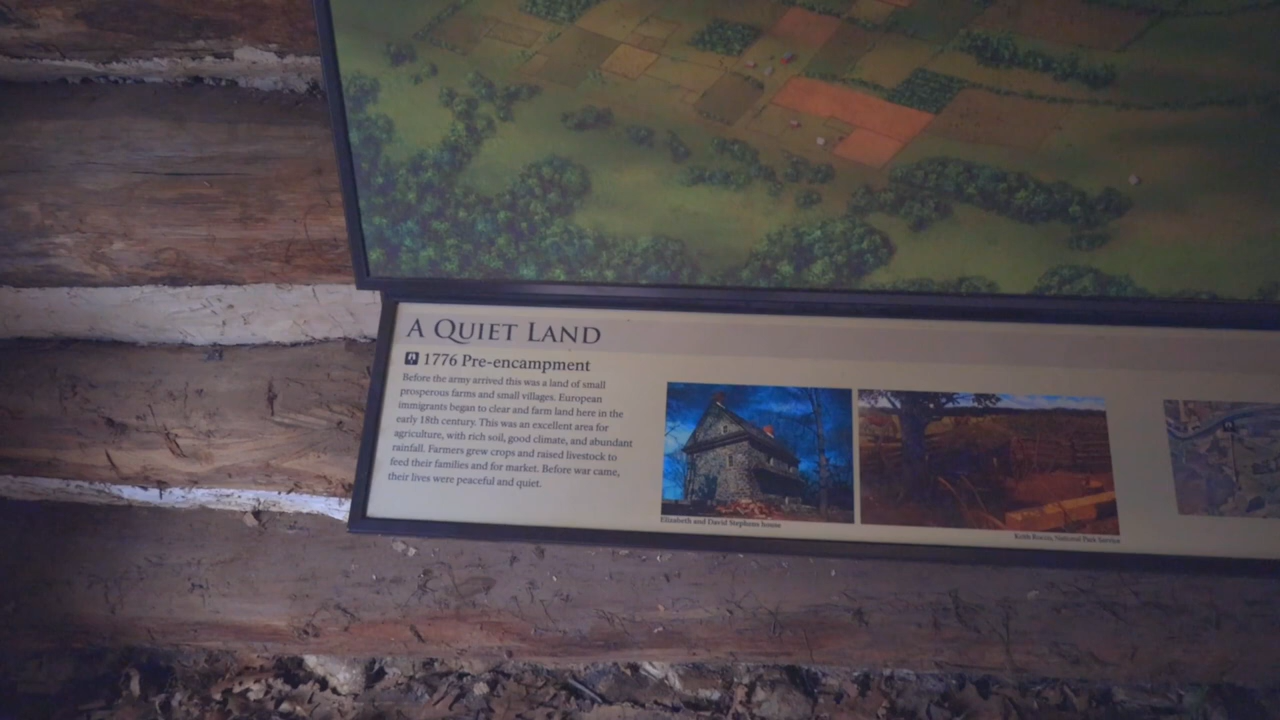 A QUIET LAND
1776 Pre-encampment
Before the army arrived this was a land of small
prosperous farms and small villages. European
immigrants began to clear and farm land here in the
early 18th century. This was an excellent area for
agriculture, with rich soil, good climate, and abundant
rainfall. Farmers grew crops and raised livestock to
feed their families and for market. Before war came,
their lives were peaceful and quiet.
Elizabeth and David Stephens house
National Park Service